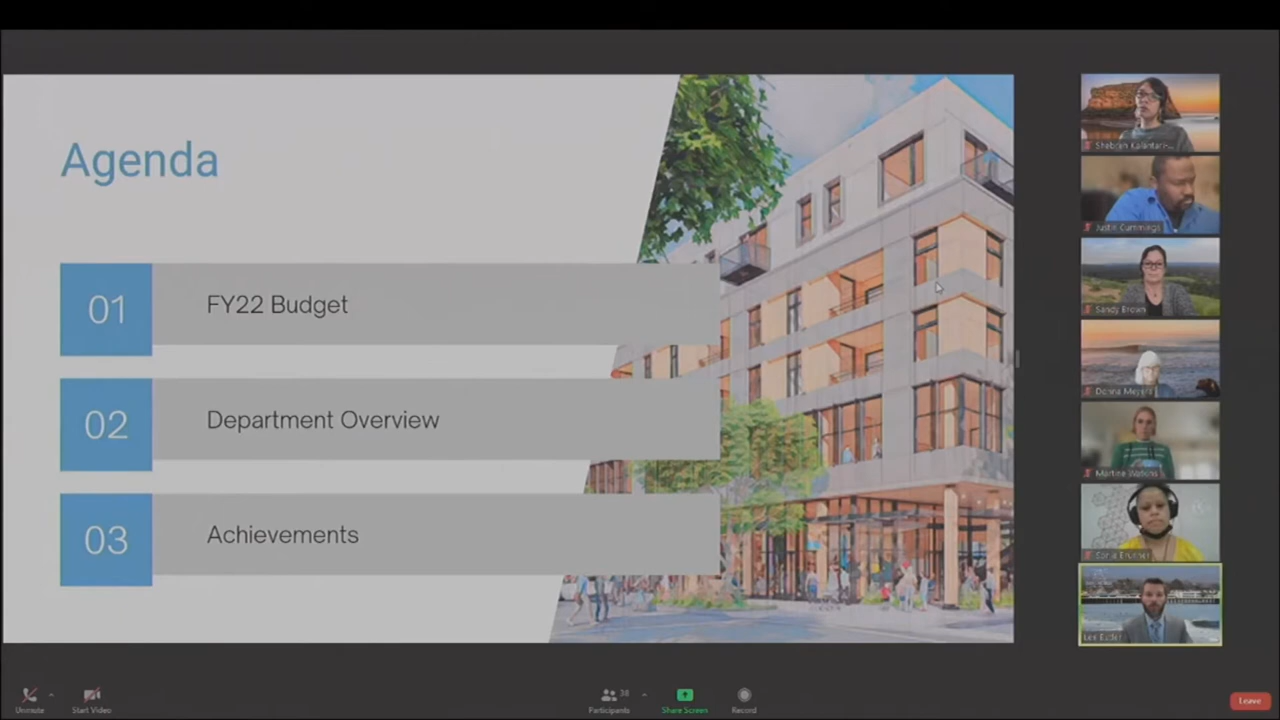 Agenda
01
FY22 Budget
02
Department Overview
03
Achievements
Justin Cummings
Sandy Brown
Donna Meyers
Martine Watkins
Sonja Brunner
Unmute
Start Video
Participants
38
Share Screen
Record
Leave